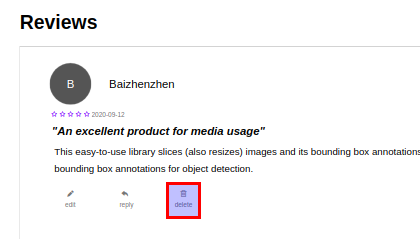 Reviews
B
Baizhenzhen
2020-09-12
"An excellent product for media usage"
This easy-to-use library slices (also resizes) images and its bounding box annotations
bounding box annotations for object detection.
edit reply delete